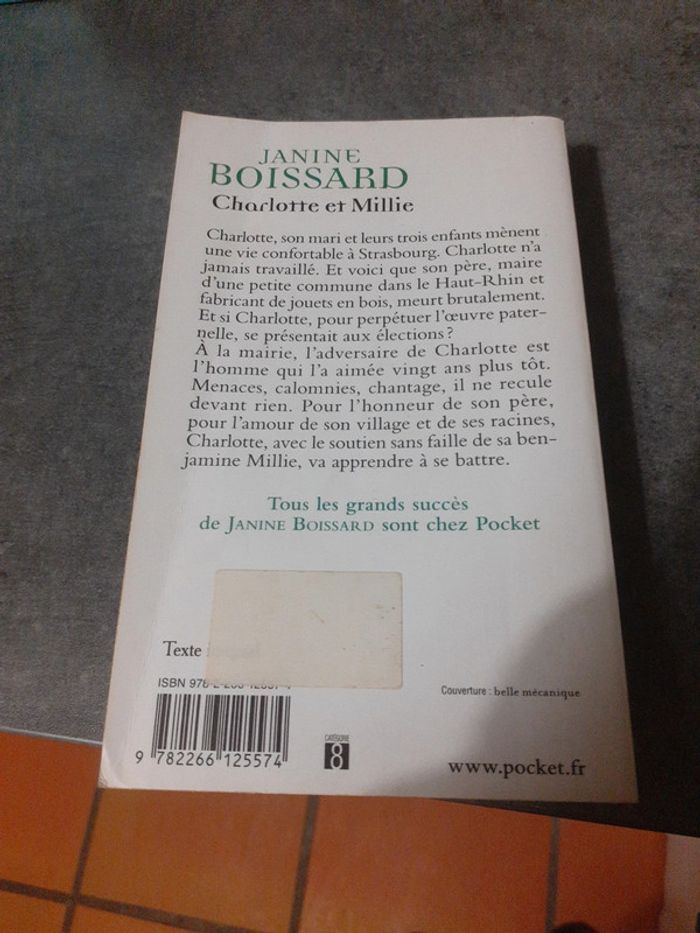 JANINE
BOISSARD
Charlotte et Millie
Charlotte, son mari et leurs trois enfants mènent
une vie confortable à Strasbourg. Charlotte n'a
jamais travaillé. Et voici que son père, maire
d'une petite commune dans le Haut-Rhin et
fabricant de jouets en bois, meurt brutalement.
Et si Charlotte, pour perpétuer l'œuvre pater-
nelle, se présentait aux élections ?
À la mairie, l'adversaire de Charlotte est
l'homme qui l'a aimée vingt ans plus tôt.
Menaces, calomnies, chantage, il ne recule
devant rien. Pour l'honneur de son père,
pour l'amour de son village et de ses racines,
Charlotte, avec le soutien sans faille de sa ben-
jamine Millie, va apprendre à se battre.
Tous les grands succès
de JANINE BOISSARD sont chez Pocket
Texte
ISBN
Couverture : belle mécanique
CATÉGORIE
8
9 782266 125574
www.pocket.fr